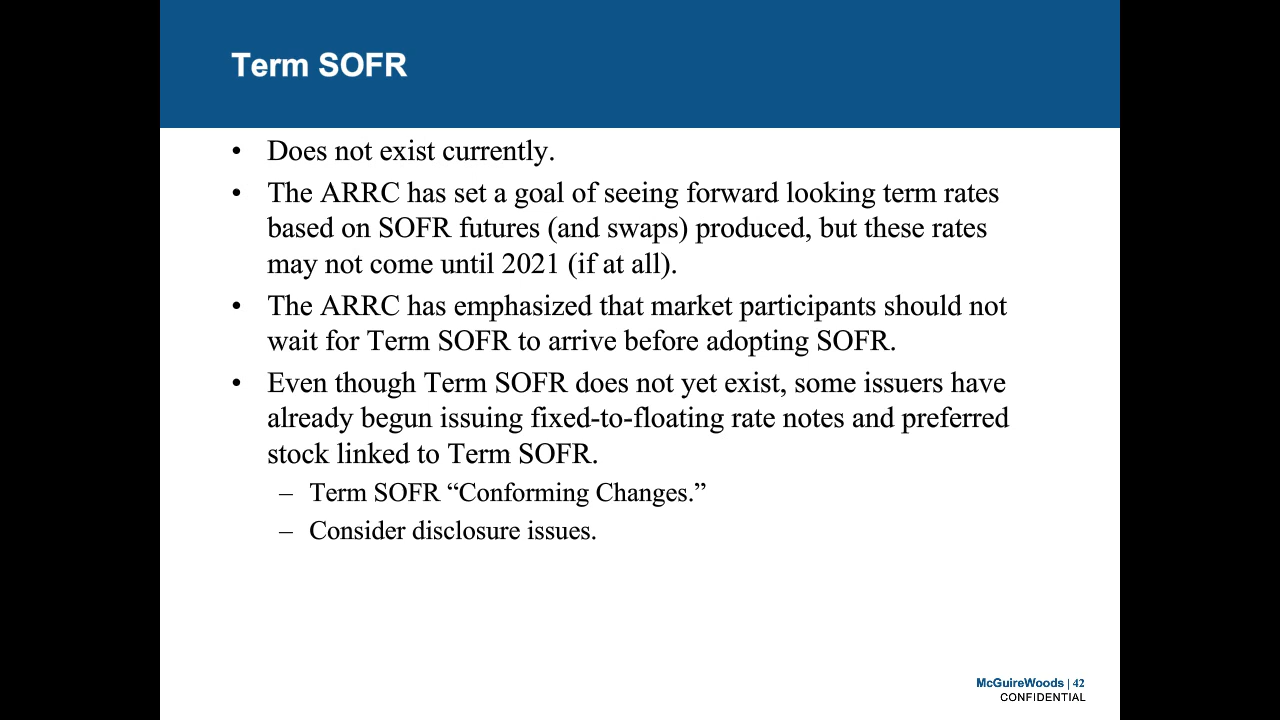 Term SOFR
• Does not exist currently.
• The ARRC has set a goal of seeing forward looking term rates
based on SOFR futures (and swaps) produced, but these rates
may not come until 2021 (if at all).
• The ARRC has emphasized that market participants should not
wait for Term SOFR to arrive before adopting SOFR.
• Even though Term SOFR does not yet exist, some issuers have
already begun issuing fixed-to-floating rate notes and preferred
stock linked to Term SOFR.
– Term SOFR “Conforming Changes.”
– Consider disclosure issues.
McGuireWoods | 42
CONFIDENTIAL